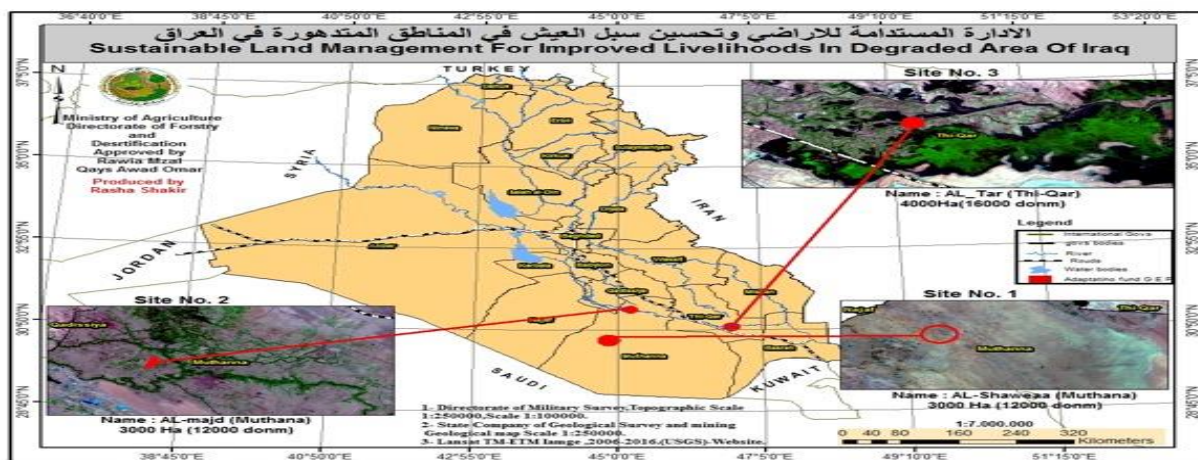 36°40'0"E 38°45'0"E 40°50'0"E 42°55'0"E 45°0'0"E 47°5'0"E 49°10'0"E 51°15'0"E 53°20'0"E
الادارة المستدامة للاراضي وتحسين سبل العيش في المناطق المتدهورة في العراق
Sustainable Land Management For Improved Livelihoods In Degraded Area Of Iraq
TURKEY
N
Ministry of Agriculture
Directorate of Forstry
and
Desrtification
Approved by
Rawia Mzal
Qays Awad Omar
Produced by
Rasha Shakir
SYRIA
IRAN
JORDAN
SAUDI
KUWAIT
Salah al-Din
Thi-Qar
Muthanna
Basrah
Site No. 3
Thi-Qar
Name : AL_Tar (Thi-Qar)
4000Ha(16000 donm)
Legend
International Govs
govs bodies
River
Water bodies
Site No. 2
Qadissiya
Muthanna
Name : AL-majd (Muthana)
3000 Ha (12000 donm)
Site No. 1
Najaf
Thi-Qar
Muthanna
Name : AL-Shaweaa (Muthana)
3000 Ha (12000 donm)
1- Directorate of Military Survey,Topographic Scale
1:250000,Scale 1:100000.
2- State Company of Geological Survey and mining
Geological map Scale 1:250000.
3- Lansat TM-ETM Iamge ,2006-2016.(USGS)-Website.
1:7.000.000
0 40 80 160 240 320
Kilometers
38°45'0"E 40°50'0"E 42°55'0"E 45°0'0"E 47°5'0"E 49°10'0"E 51°15'0"E